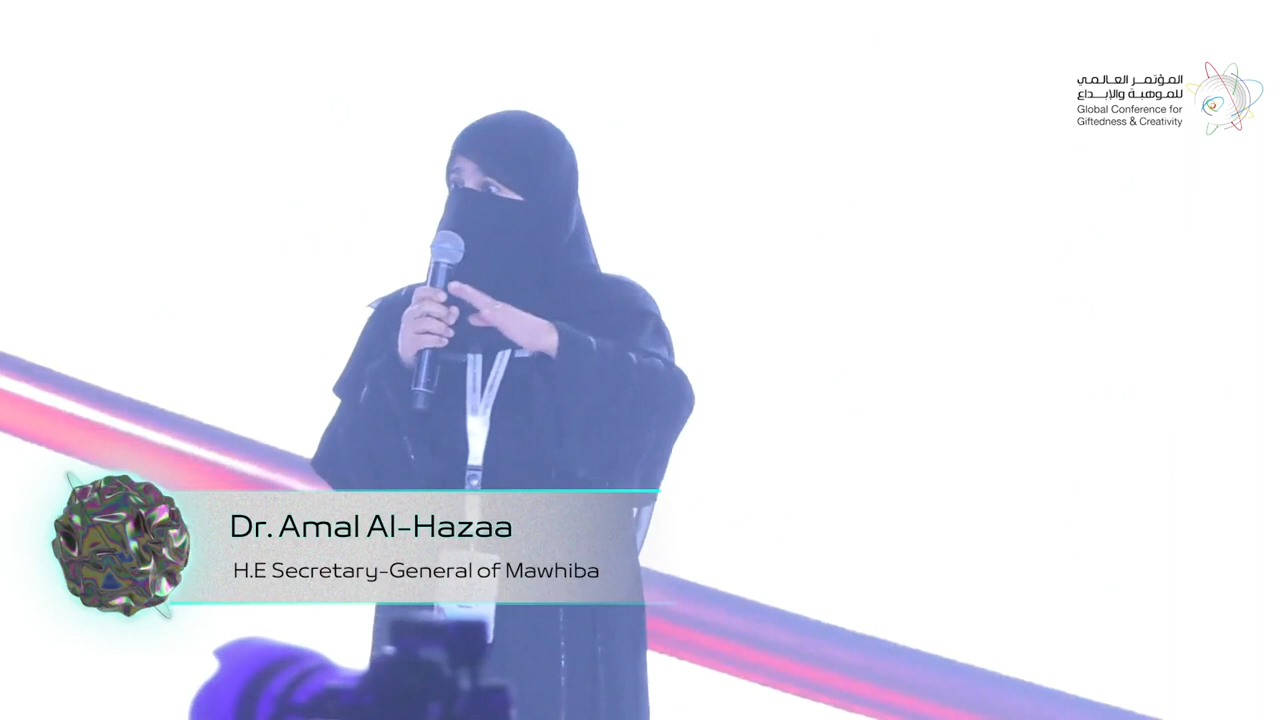 المؤتمر العالمي
للموهبة والإبداع
Global Conference for
Giftedness & Creativity
Dr. Amal Al-Hazaa
H.E Secretary-General of Mawhiba